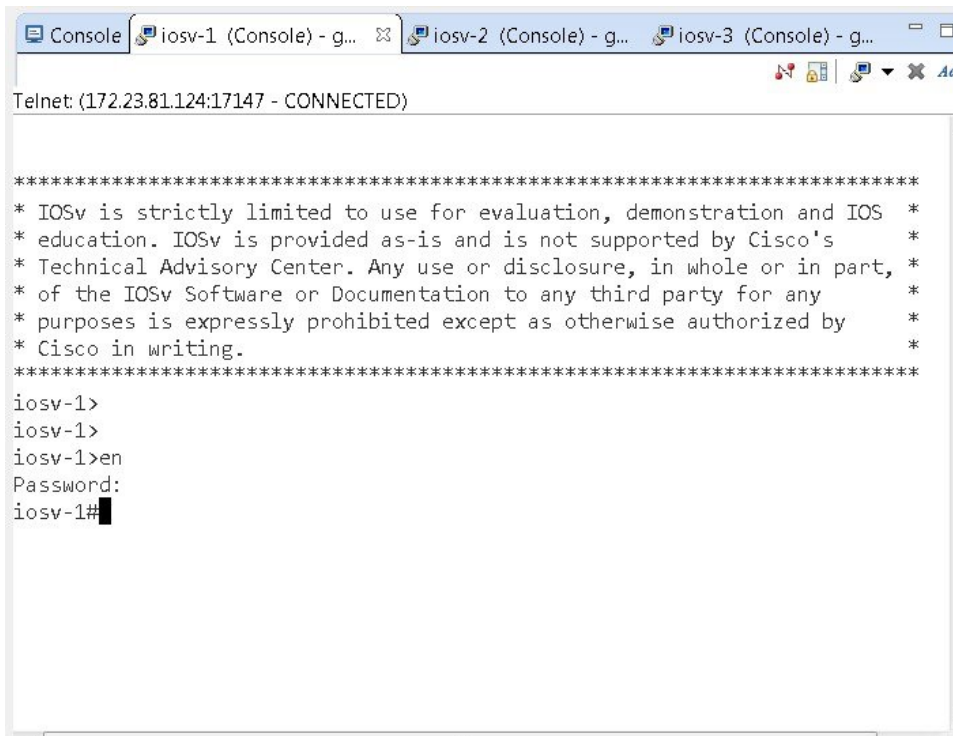 Console iosv-1 (Console) - g... iosv-2 (Console) - g... iosv-3 (Console) - g...
Telnet: (172.23.81.124:17147 - CONNECTED)
**************************************************************************
* IOSv is strictly limited to use for evaluation, demonstration and IOS  *
* education. IOSv is provided as-is and is not supported by Cisco's      *
* Technical Advisory Center. Any use or disclosure, in whole or in part, *
* of the IOSv Software or Documentation to any third party for any       *
* purposes is expressly prohibited except as otherwise authorized by     *
* Cisco in writing.                                                      *
**************************************************************************
iosv-1>
iosv-1>
iosv-1>en
Password:
iosv-1#